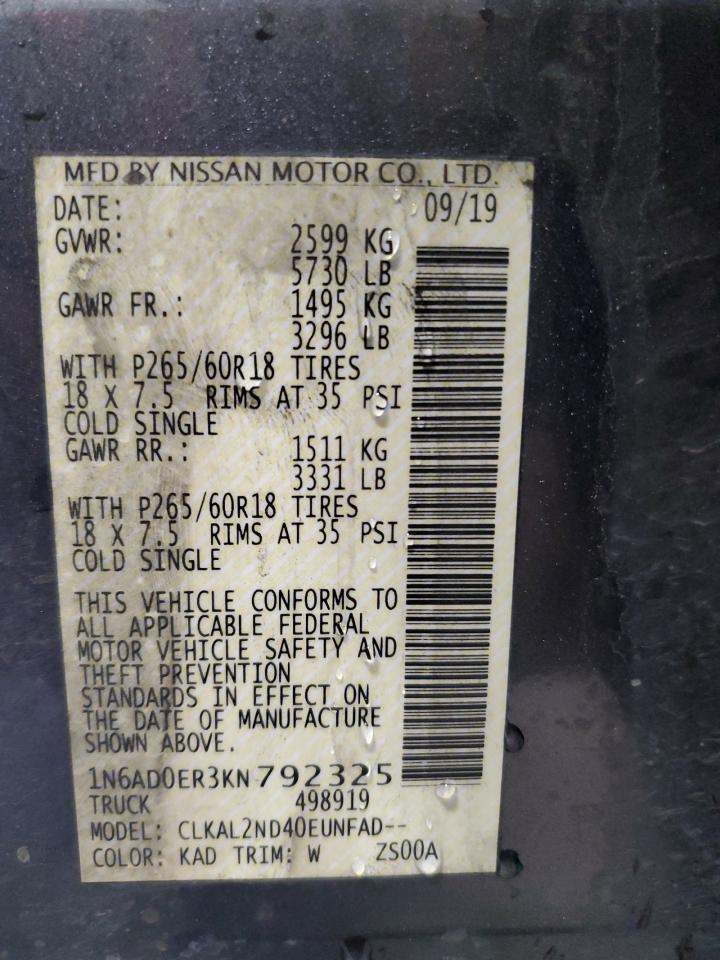 MFD BY NISSAN MOTOR CO., LTD.
DATE: 09/19
GVWR: 2599 KG
5730 LB
GAWR FR.: 1495 KG
3296 LB
WITH P265/60R18 TIRES
18 X 7.5 RIMS AT 35 PSI
COLD SINGLE
GAWR RR.: 1511 KG
3331 LB
WITH P265/60R18 TIRES
18 X 7.5 RIMS AT 35 PSI
COLD SINGLE
THIS VEHICLE CONFORMS TO
ALL APPLICABLE FEDERAL
MOTOR VEHICLE SAFETY AND
THEFT PREVENTION
STANDARDS IN EFFECT ON
THE DATE OF MANUFACTURE
SHOWN ABOVE.
1N6AD0ER3KN792325
TRUCK 498919
MODEL: CLKAL2ND40EUNFAD--
COLOR: KAD TRIM: W ZS00A